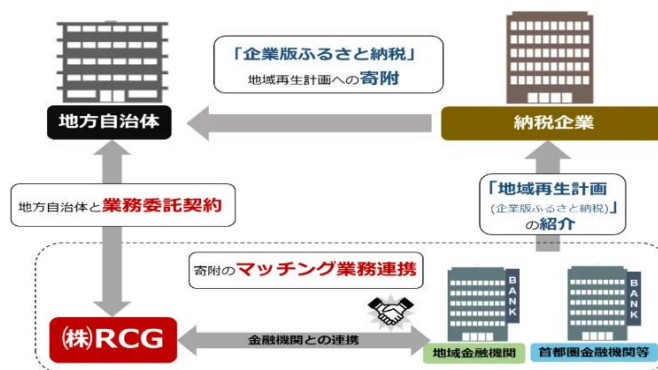 「企業版ふるさと納税」
地域再生計画への寄附
地方自治体
納税企業
地方自治体と業務委託契約
「地域再生計画
(企業版ふるさと納税)」
の紹介
寄附のマッチング業務連携
BANK
BANK
㈱RCG
金融機関との連携
地域金融機関
首都圏金融機関等